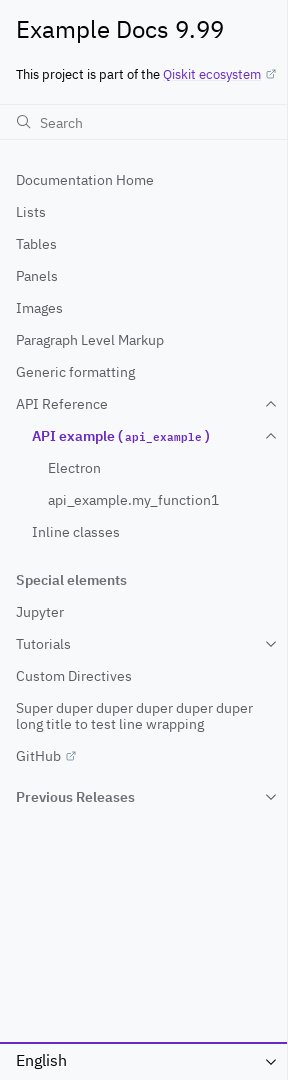 Example Docs 9.99
This project is part of the Qiskit ecosystem
Search
Documentation Home
Lists
Tables
Panels
Images
Paragraph Level Markup
Generic formatting
API Reference
API example (api_example)
Electron
api_example.my_function1
Inline classes
Special elements
Jupyter
Tutorials
Custom Directives
Super duper duper duper duper duper
long title to test line wrapping
GitHub
Previous Releases
English